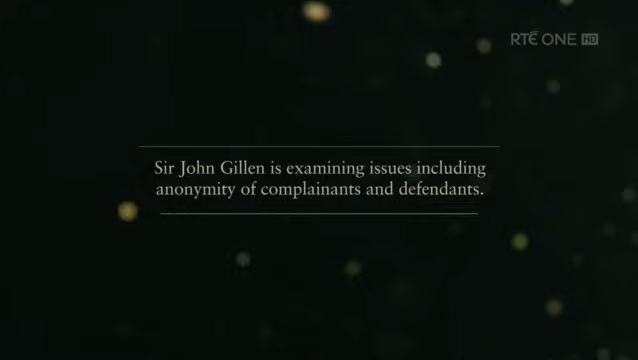 RTÉ ONE HD
Sir John Gillen is examining issues including
anonymity of complainants and defendants.